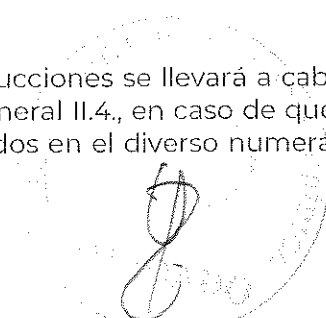 ucciones se llevará a cab
neral II.4., en caso de que
dos en el diverso numera